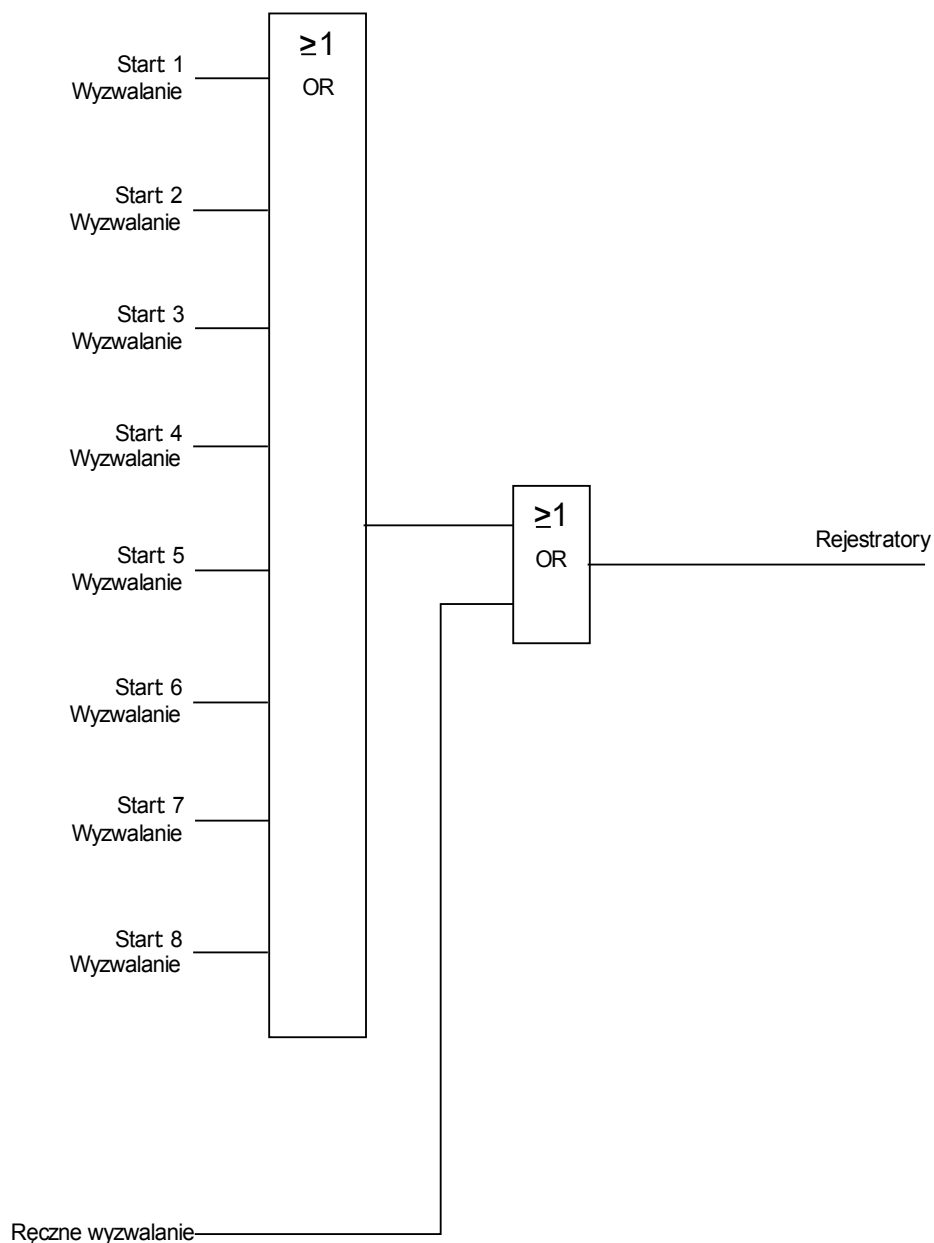 ≥1
OR
Start 1
Wyzwalanie
Start 2
Wyzwalanie
Start 3
Wyzwalanie
Start 4
Wyzwalanie
Start 5
Wyzwalanie
Start 6
Wyzwalanie
Start 7
Wyzwalanie
Start 8
Wyzwalanie
≥1
OR
Rejestratory
Ręczne wyzwalanie